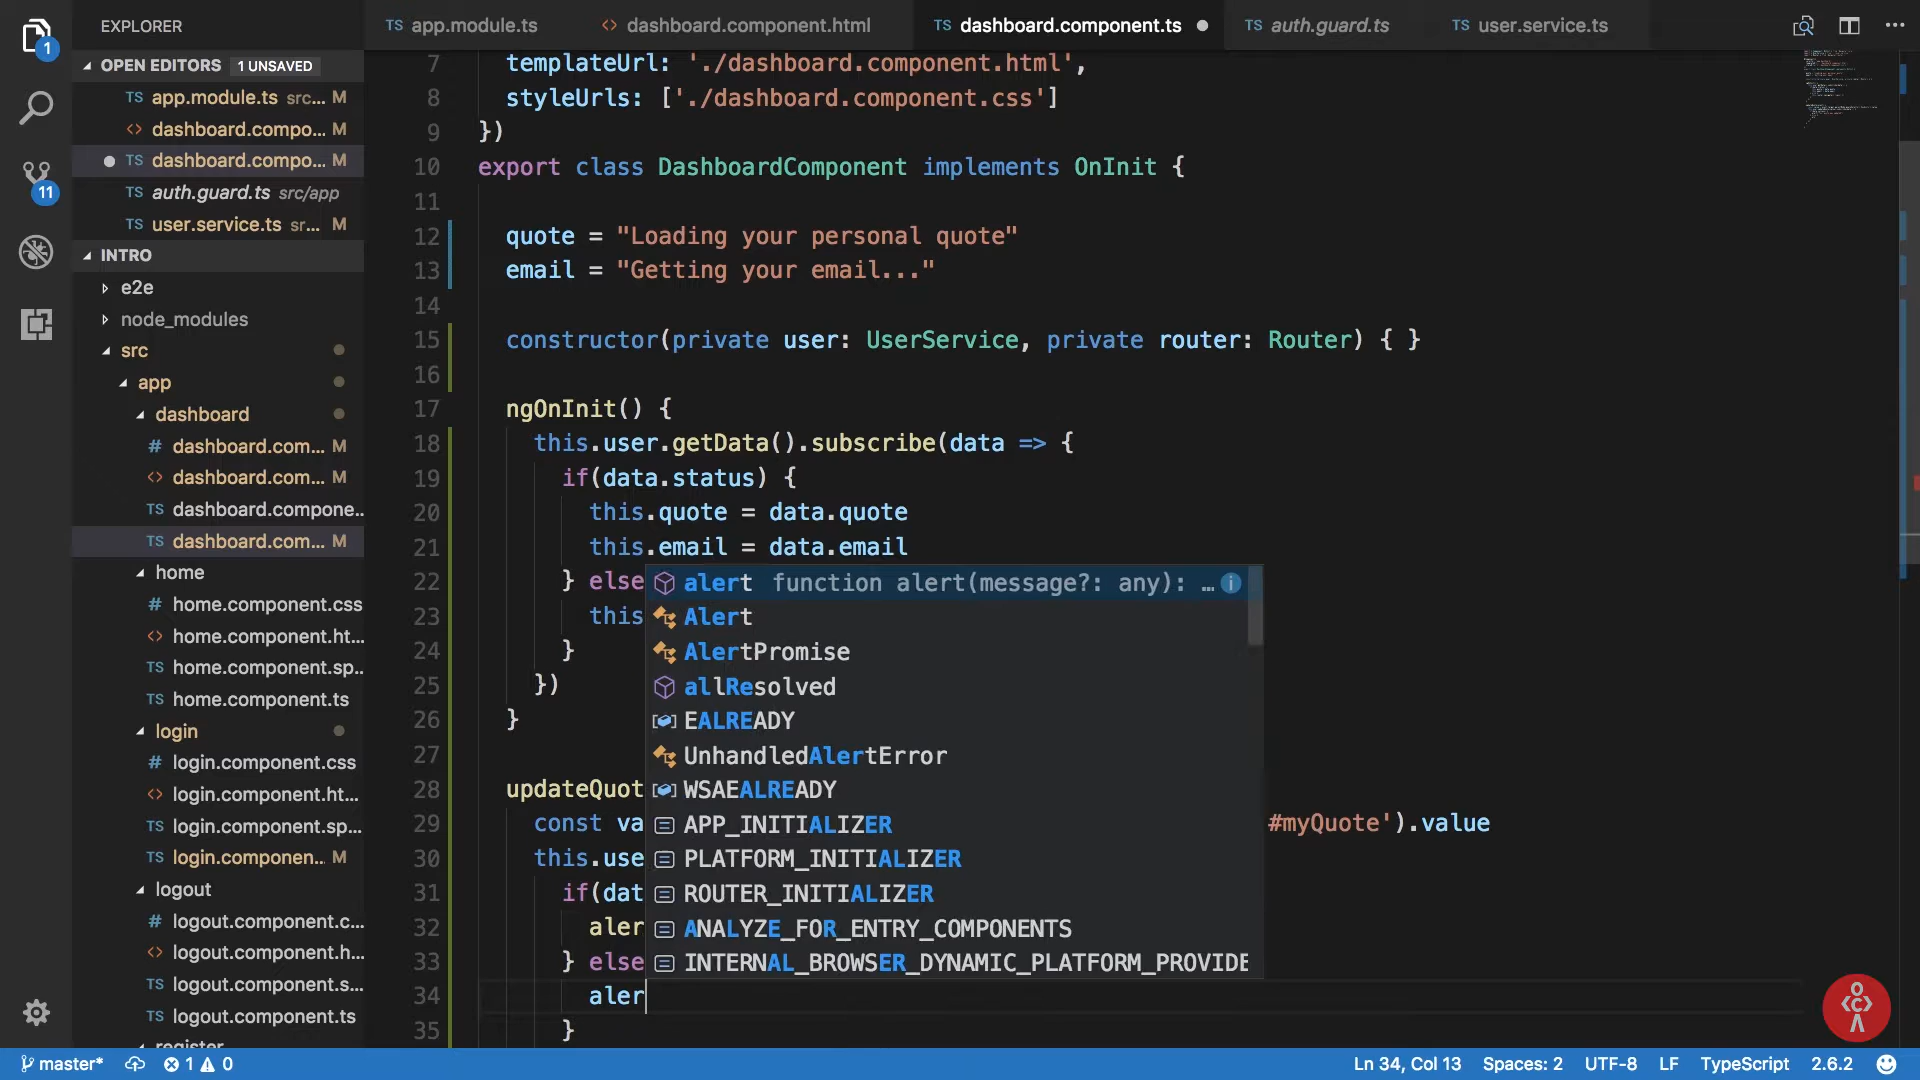 EXPLORER
OPEN EDITORS 1 UNSAVED
TS app.module.ts src... M
<> dashboard.compo... M
TS dashboard.compo... M
TS auth.guard.ts src/app
TS user.service.ts sr... M
INTRO
e2e
node_modules
src
app
dashboard
# dashboard.com... M
<> dashboard.com... M
TS dashboard.compone...
TS dashboard.com... M
home
# home.component.css
<> home.component.ht...
TS home.component.sp...
TS home.component.ts
login
# login.component.css
<> login.component.ht...
TS login.component.sp...
TS login.componen... M
logout
# logout.component.c...
<> logout.component.h...
TS logout.component.s...
TS logout.component.ts
register
1
11
TS app.module.ts <> dashboard.component.html TS dashboard.component.ts TS auth.guard.ts TS user.service.ts
7 templateUrl: './dashboard.component.html',
8 styleUrls: ['./dashboard.component.css']
9 })
10 export class DashboardComponent implements OnInit {
11
12 quote = "Loading your personal quote"
13 email = "Getting your email..."
14
15 constructor(private user: UserService, private router: Router) { }
16
17 ngOnInit() {
18 this.user.getData().subscribe(data => {
19 if(data.status) {
20 this.quote = data.quote
21 this.email = data.email
22 } else
23 this
24 }
25 })
26 }
27
28 updateQuot
29 const va #myQuote').value
30 this.use
31 if(dat
32 aler
33 } else
34 aler
35 }
alert function alert(message?: any): …
Alert
AlertPromise
allResolved
EALREADY
UnhandledAlertError
WSAEALREADY
APP_INITIALIZER
PLATFORM_INITIALIZER
ROUTER_INITIALIZER
ANALYZE_FOR_ENTRY_COMPONENTS
INTERNAL_BROWSER_DYNAMIC_PLATFORM_PROVIDE
master* 1 0 Ln 34, Col 13 Spaces: 2 UTF-8 LF TypeScript 2.6.2